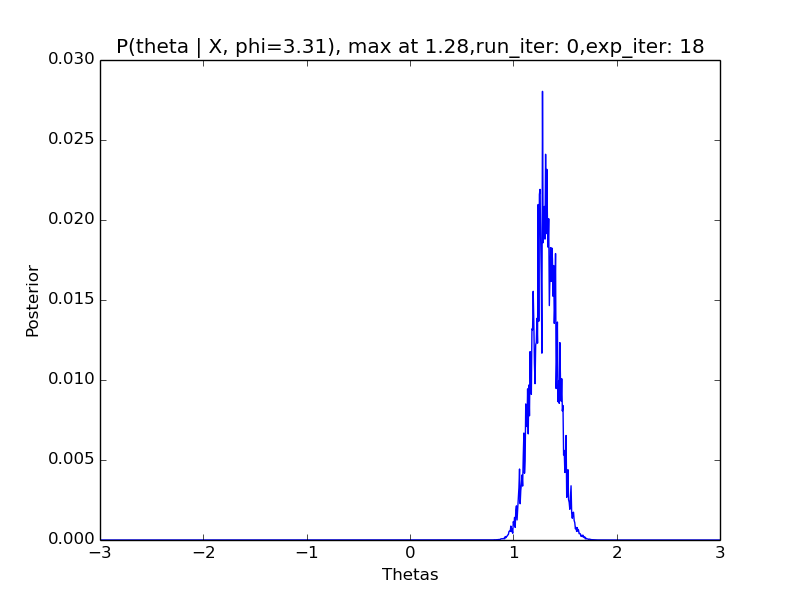 P(theta | X, phi=3.31), max at 1.28,run_iter: 0,exp_iter: 18
0.030
0.025
0.020
0.015
0.010
0.005
0.000
Posterior
−3 −2 −1 0 1 2 3
Thetas